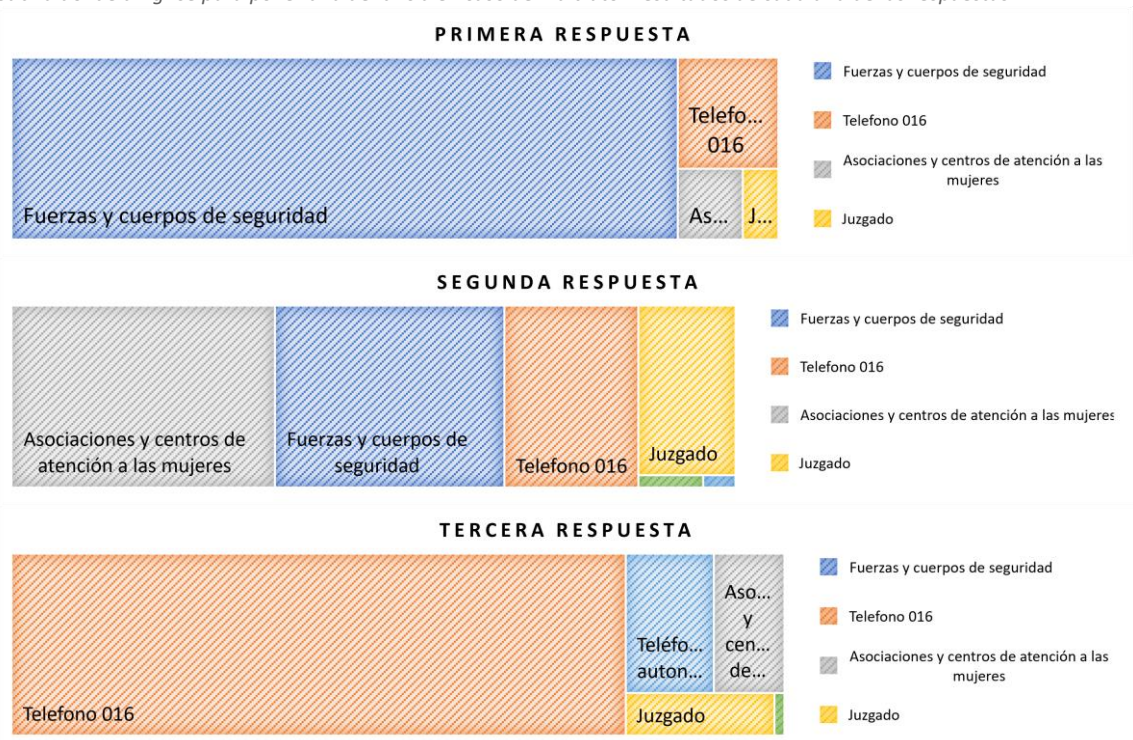 PRIMERA RESPUESTA
Fuerzas y cuerpos de seguridad
Telefo...
016
As...
J...
Fuerzas y cuerpos de seguridad
Telefono 016
Asociaciones y centros de atención a las
mujeres
Juzgado
SEGUNDA RESPUESTA
Asociaciones y centros de
atención a las mujeres
Fuerzas y cuerpos de
seguridad
Telefono 016
Juzgado
Fuerzas y cuerpos de seguridad
Telefono 016
Asociaciones y centros de atención a las mujeres
Juzgado
TERCERA RESPUESTA
Telefono 016
Teléfo...
auton...
Aso...
y
cen...
de...
Juzgado
Fuerzas y cuerpos de seguridad
Telefono 016
Asociaciones y centros de atención a las
mujeres
Juzgado